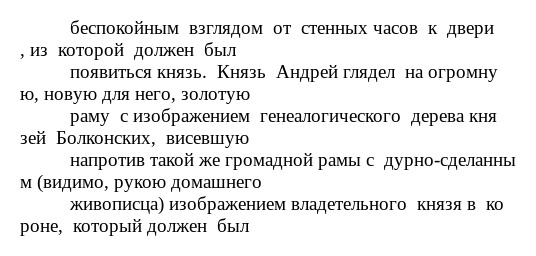 беспокойным взглядом от стенных часов к двери
, из которой должен был
появиться князь. Князь Андрей глядел на огромну
ю, новую для него, золотую
раму с изображением генеалогического дерева кня
зей Болконских, висевшую
напротив такой же громадной рамы с дурно-сделанны
м (видимо, рукою домашнего
живописца) изображением владетельного князя в ко
роне, который должен был